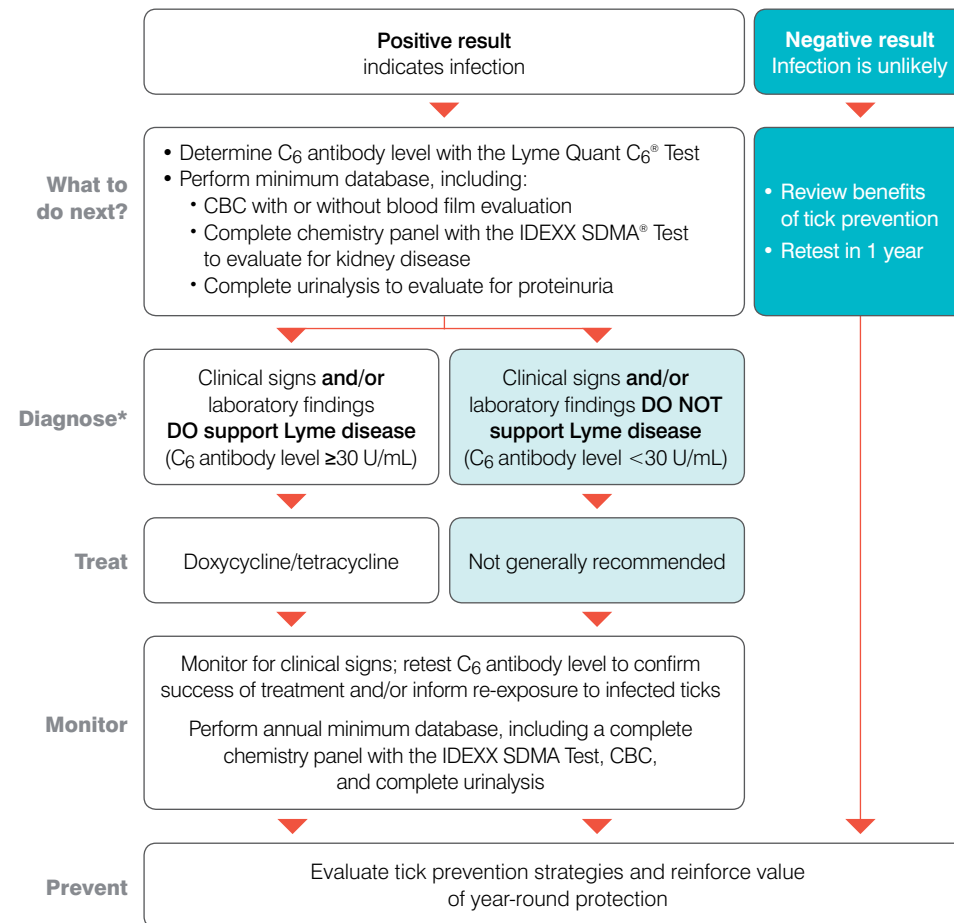 Positive result
indicates infection
Negative result
Infection is unlikely
What to
do next?
• Determine C6 antibody level with the Lyme Quant C6® Test
• Perform minimum database, including:
• CBC with or without blood film evaluation
• Complete chemistry panel with the IDEXX SDMA® Test
to evaluate for kidney disease
• Complete urinalysis to evaluate for proteinuria
• Review benefits
of tick prevention
• Retest in 1 year
Diagnose*
Clinical signs and/or
laboratory findings
DO support Lyme disease
(C6 antibody level ≥30 U/mL)
Clinical signs and/or
laboratory findings DO NOT
support Lyme disease
(C6 antibody level <30 U/mL)
Treat
Doxycycline/tetracycline
Not generally recommended
Monitor
Monitor for clinical signs; retest C6 antibody level to confirm
success of treatment and/or inform re-exposure to infected ticks
Perform annual minimum database, including a complete
chemistry panel with the IDEXX SDMA Test, CBC,
and complete urinalysis
Prevent
Evaluate tick prevention strategies and reinforce value
of year-round protection